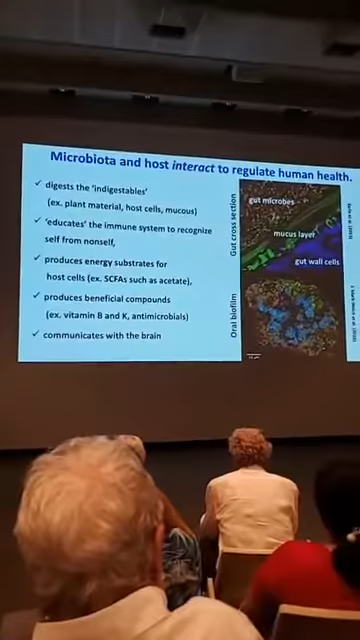 Microbiota and host interact to regulate human health.
✓ digests the 'indigestables'
(ex. plant material, host cells, mucous)
✓ 'educates' the immune system to recognize
self from nonself,
✓ produces energy substrates for
host cells (ex. SCFAs such as acetate),
✓ produces beneficial compounds
(ex. vitamin B and K, antimicrobials)
✓ communicates with the brain
Gut cross section
gut microbes
mucus layer
gut wall cells
Oral biofilm